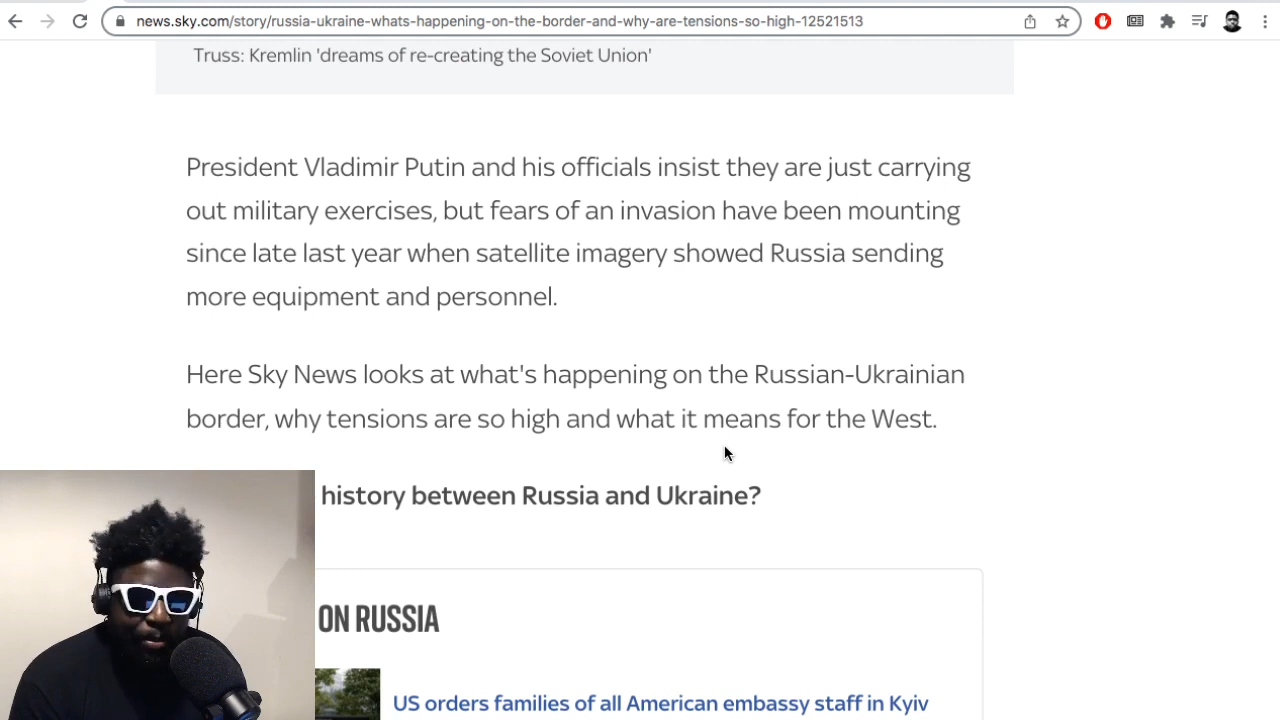 news.sky.com/story/russia-ukraine-whats-happening-on-the-border-and-why-are-tensions-so-high-12521513
Truss: Kremlin 'dreams of re-creating the Soviet Union'
President Vladimir Putin and his officials insist they are just carrying
out military exercises, but fears of an invasion have been mounting
since late last year when satellite imagery showed Russia sending
more equipment and personnel.
Here Sky News looks at what's happening on the Russian-Ukrainian
border, why tensions are so high and what it means for the West.
history between Russia and Ukraine?
ON RUSSIA
US orders families of all American embassy staff in Kyiv